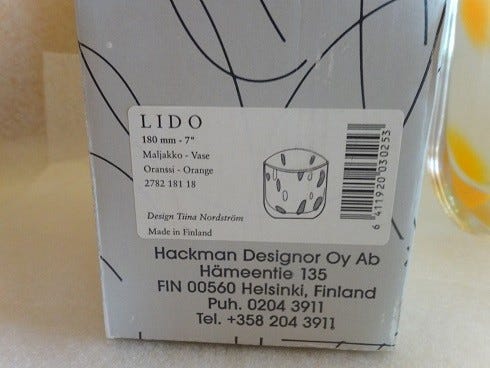 LIDO
180 mm - 7"
Maljakko - Vase
Oranssi - Orange
2782 181 18
Design Tiina Nordström
Made in Finland
6 411920 030253
Hackman Designor Oy Ab
Hämeentie 135
FIN 00560 Helsinki, Finland
Puh. 0204 3911
Tel. +358 204 3911